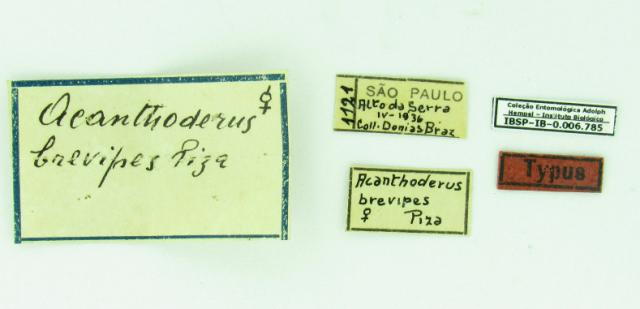 Acanthoderus ♀
brevipes Piza
1121
SÃO PAULO
Alto da Serra
IV-1936
Coll. Donias Braz
Acanthoderus
brevipes
♀ Piza
Coleção Entomológica Adolph
Hempel - Instituto Biológico
IBSP-IB-0.006.785
Typus